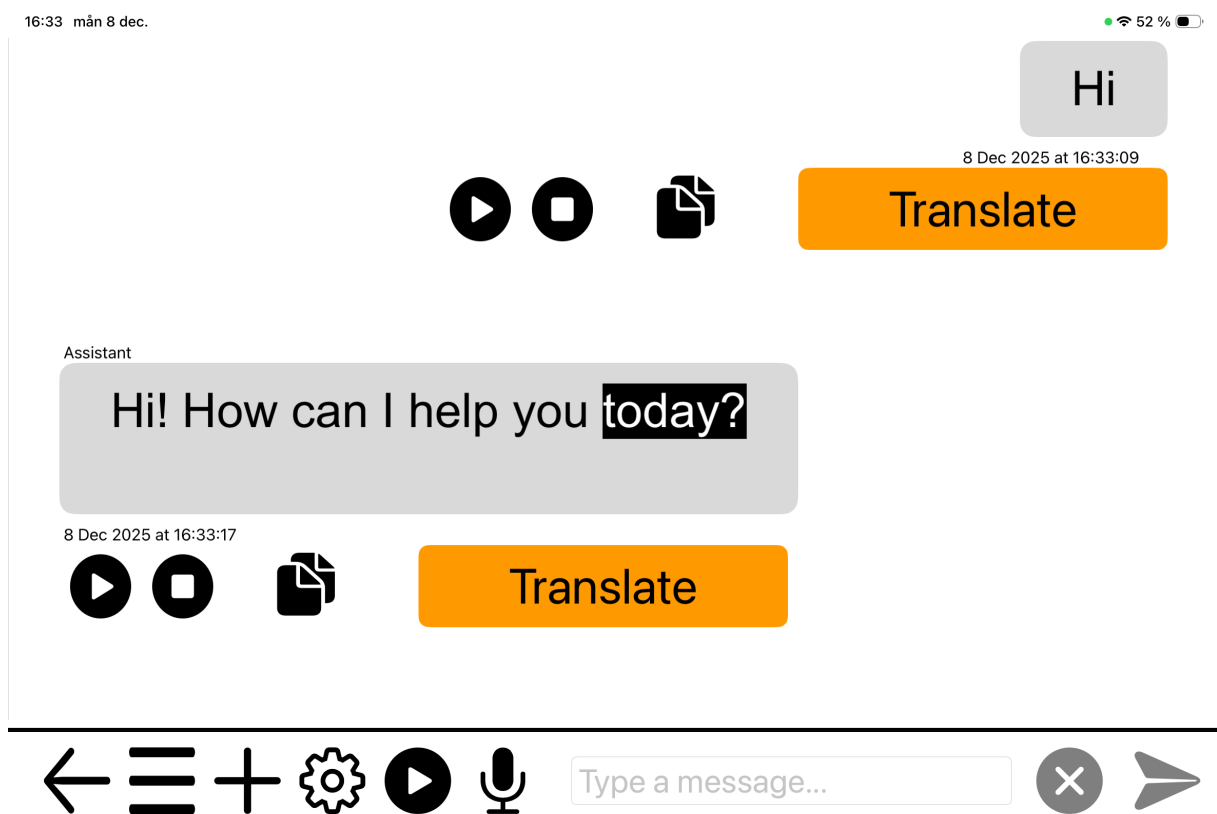 16:33 mån 8 dec.
52 %
Hi
8 Dec 2025 at 16:33:09
Translate
Assistant
Hi! How can I help you today?
8 Dec 2025 at 16:33:17
Translate
Type a message...